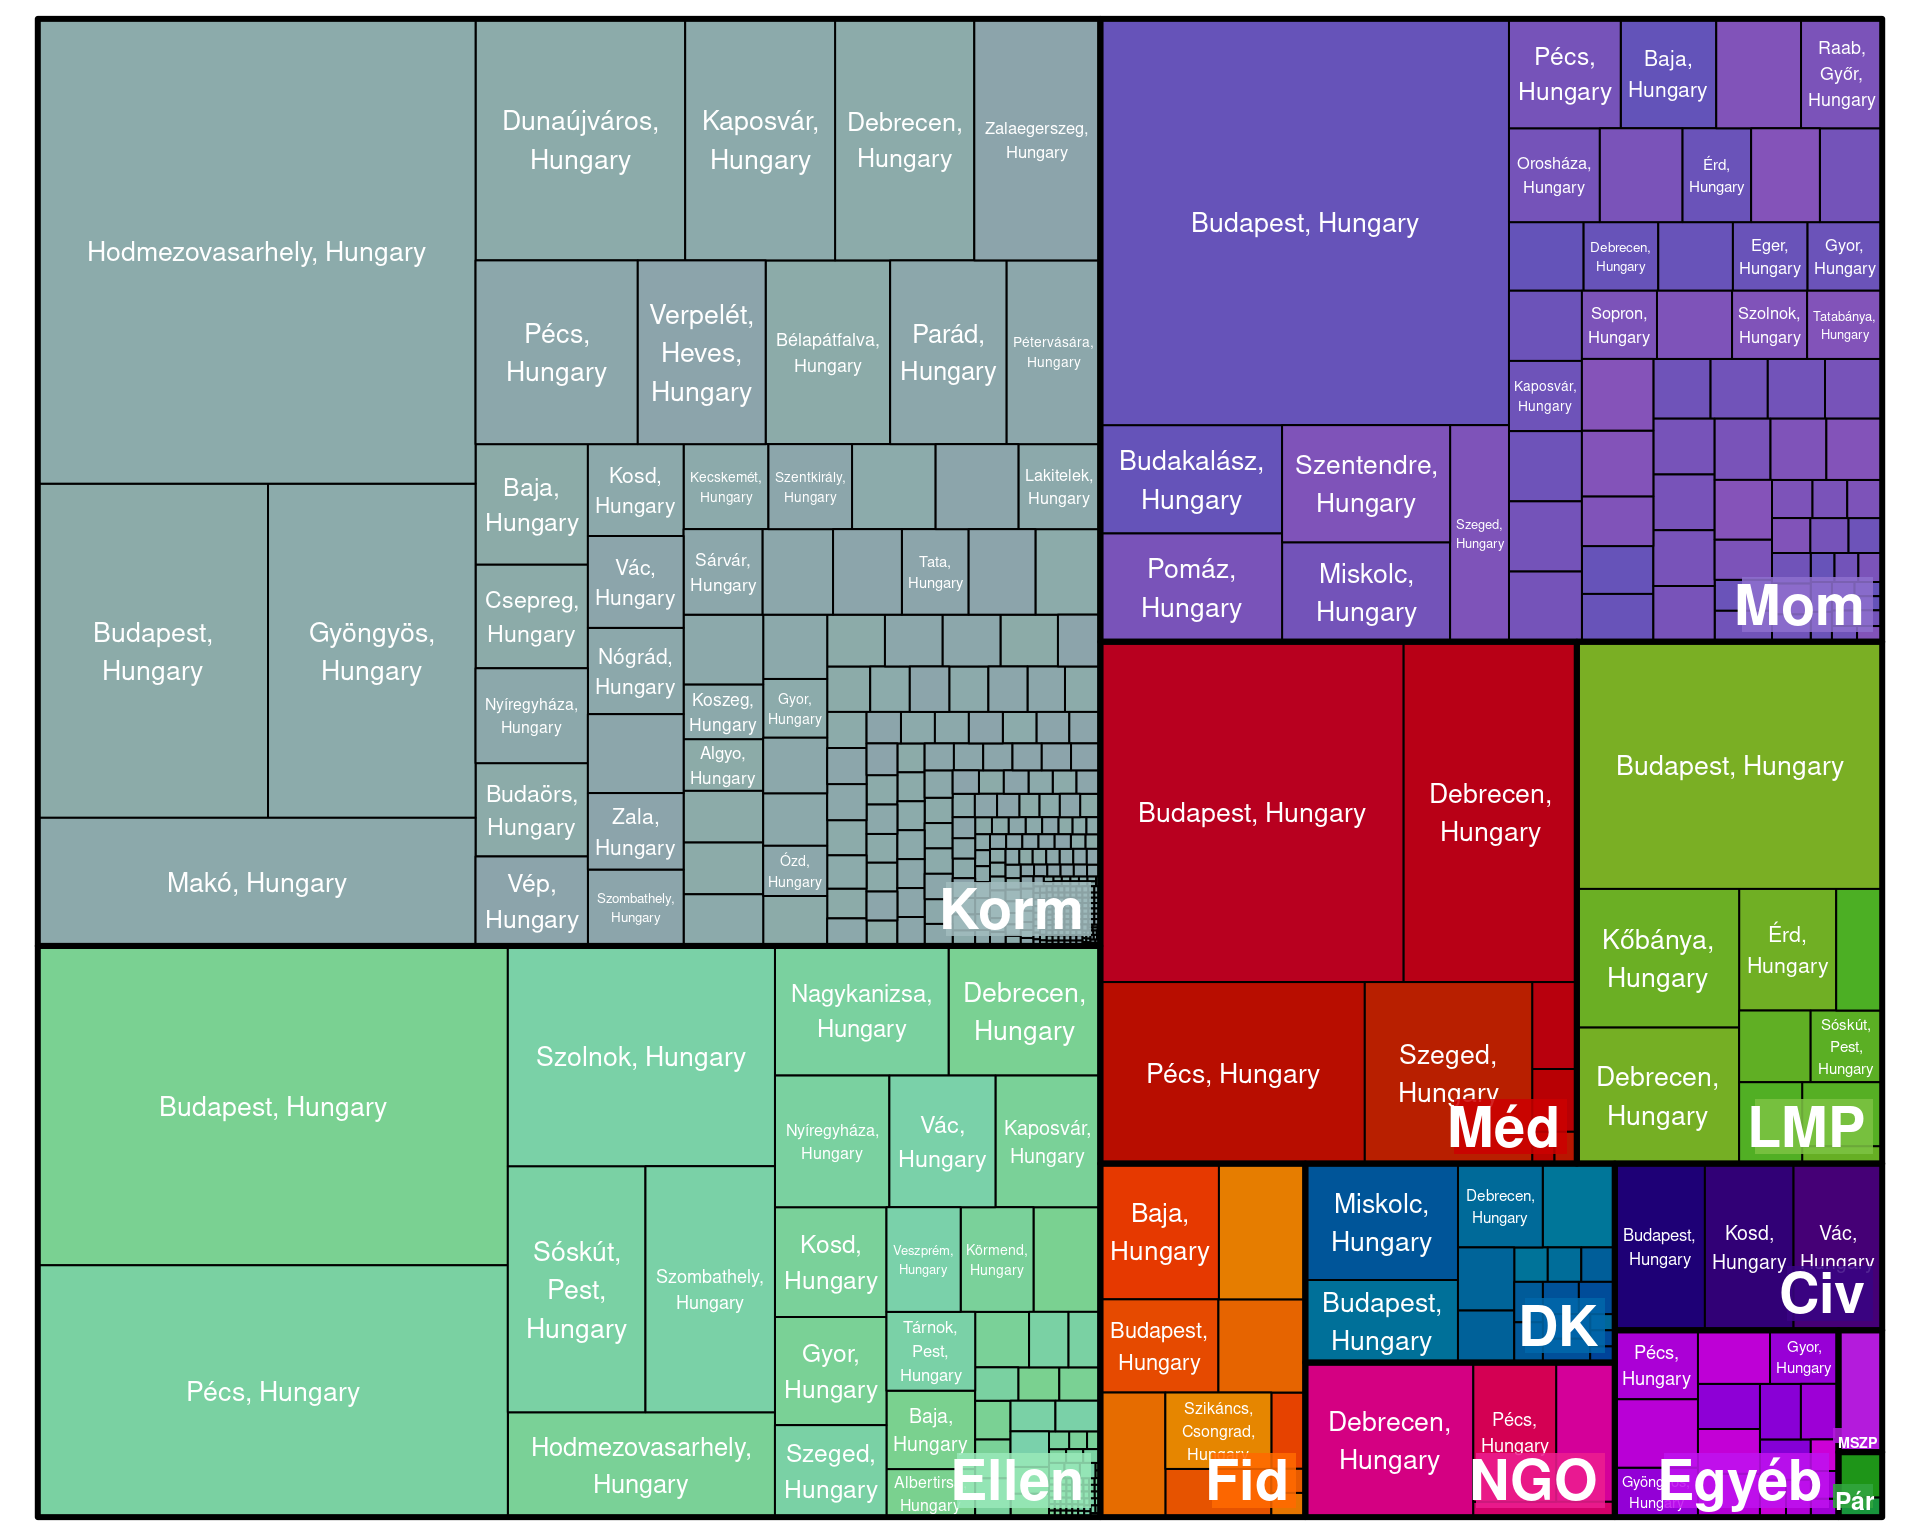 Hodmezovasarhely, Hungary
Budapest,
Hungary
Gyöngyös,
Hungary
Makó, Hungary
Dunaújváros,
Hungary
Kaposvár,
Hungary
Debrecen,
Hungary
Zalaegerszeg,
Hungary
Pécs,
Hungary
Verpelét,
Heves,
Hungary
Bélapátfalva,
Hungary
Parád,
Hungary
Pétervására,
Hungary
Baja,
Hungary
Csepreg,
Hungary
Nyíregyháza,
Hungary
Budaörs,
Hungary
Vép,
Hungary
Kosd,
Hungary
Vác,
Hungary
Nógrád,
Hungary
Zala,
Hungary
Szombathely,
Hungary
Kecskemét,
Hungary
Szentkirály,
Hungary
Lakitelek,
Hungary
Sárvár,
Hungary
Tata,
Hungary
Koszeg,
Hungary
Gyor,
Hungary
Algyo,
Hungary
Ózd,
Hungary
Korm
Budapest, Hungary
Pécs, Hungary
Szolnok, Hungary
Sóskút,
Pest,
Hungary
Szombathely,
Hungary
Hodmezovasarhely,
Hungary
Nagykanizsa,
Hungary
Debrecen,
Hungary
Nyíregyháza,
Hungary
Vác,
Hungary
Kaposvár,
Hungary
Kosd,
Hungary
Gyor,
Hungary
Szeged,
Hungary
Veszprém,
Hungary
Körmend,
Hungary
Tárnok,
Pest,
Hungary
Baja,
Hungary
Albertirs
Hungary
Ellen
Budapest, Hungary
Budakalász,
Hungary
Pomáz,
Hungary
Szentendre,
Hungary
Miskolc,
Hungary
Szeged,
Hungary
Pécs,
Hungary
Baja,
Hungary
Raab,
Győr,
Hungary
Orosháza,
Hungary
Érd,
Hungary
Debrecen,
Hungary
Eger,
Hungary
Gyor,
Hungary
Sopron,
Hungary
Szolnok,
Hungary
Tatabánya,
Hungary
Kaposvár,
Hungary
Mom
Budapest, Hungary
Debrecen,
Hungary
Pécs, Hungary
Szeged,
Hungary
Méd
Budapest, Hungary
Kőbánya,
Hungary
Debrecen,
Hungary
Érd,
Hungary
Sóskút,
Pest,
Hungary
LMP
Baja,
Hungary
Budapest,
Hungary
Szikáncs,
Csongrad,
Hungary
Fid
Miskolc,
Hungary
Budapest,
Hungary
Debrecen,
Hungary
DK
Debrecen,
Hungary
Pécs,
Hungary
NGO
Budapest,
Hungary
Kosd,
Hungary
Vác,
Hungary
Civ
Pécs,
Hungary
Gyor,
Hungary
Gyöngyös,
Hungary
Egyéb
MSZP
Pár